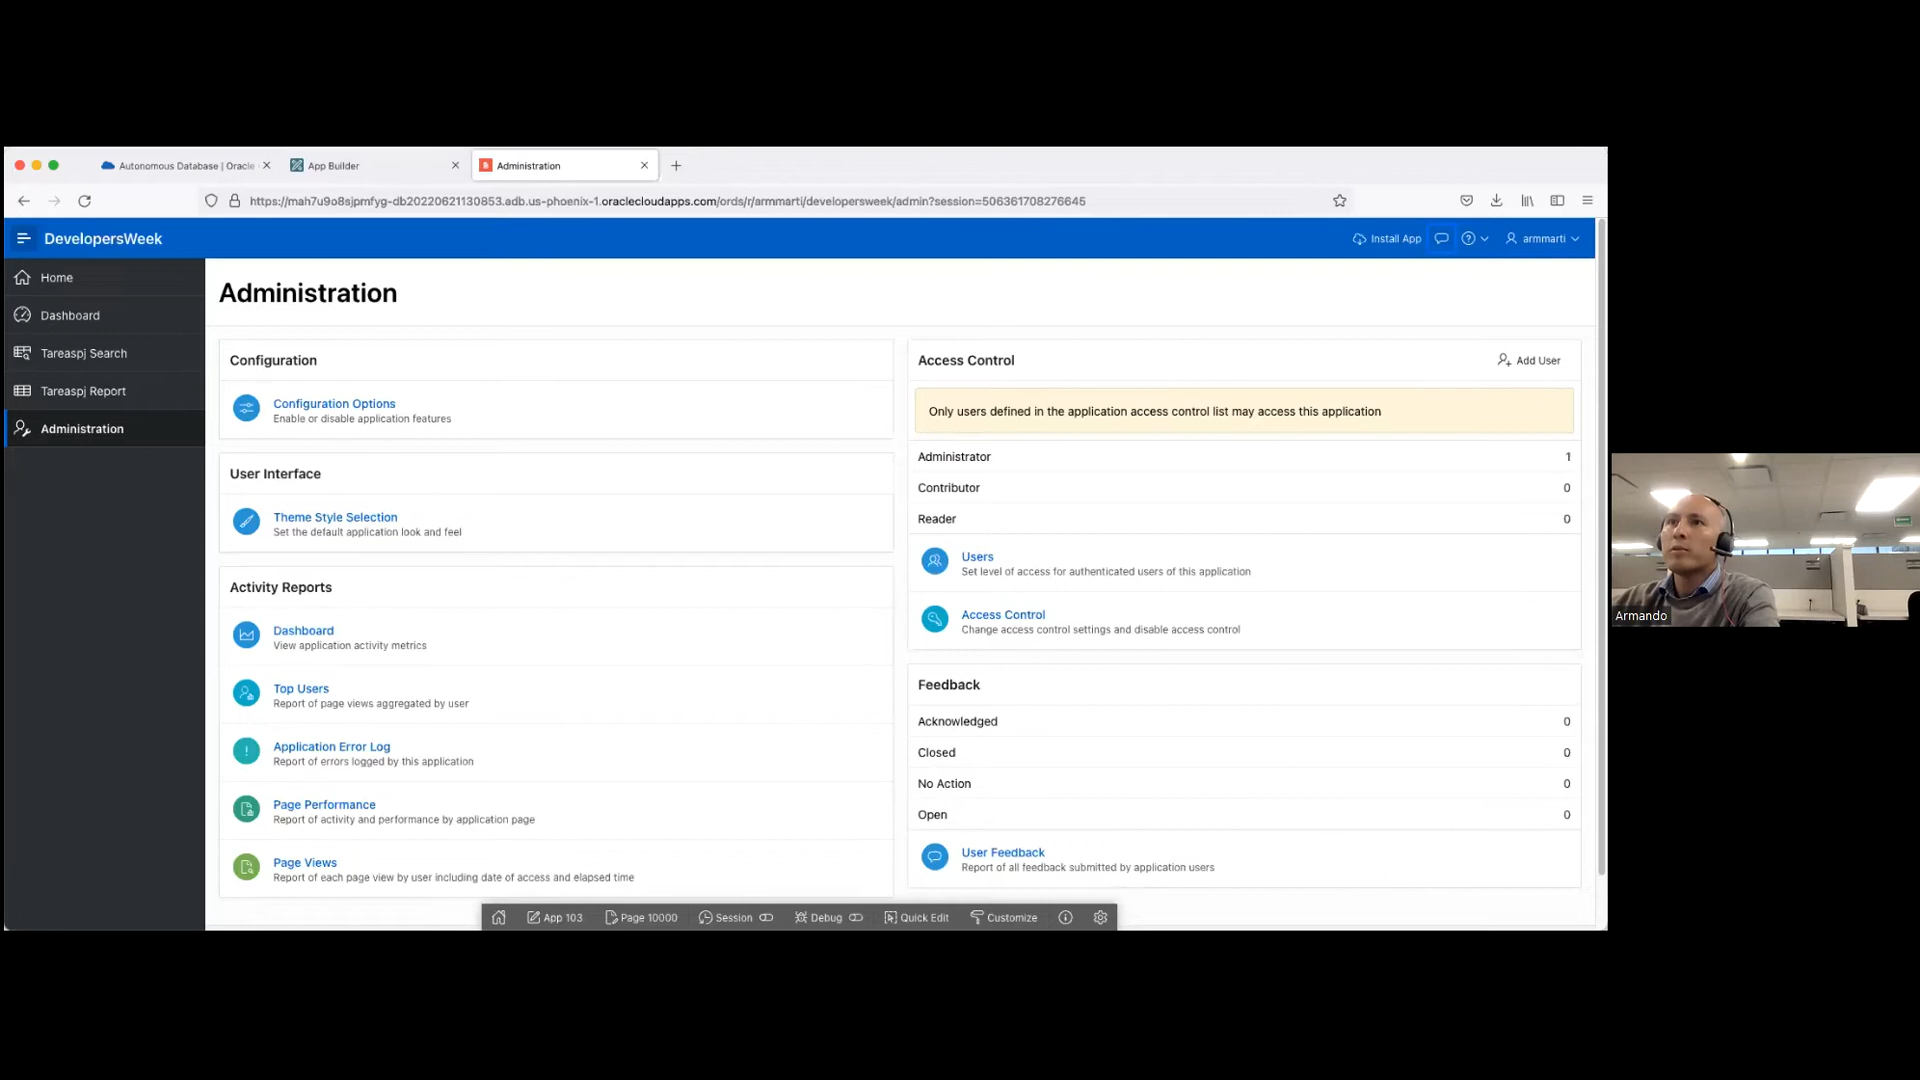 Autonomous Database | Oracle
App Builder
Administration
https://mah7u9o8sjpmfyg-db20220621130853.adb.us-phoenix-1.oraclecloudapps.com/ords/r/armmarti/developersweek/admin?session=506361708276645
DevelopersWeek
Install App
armmarti
Home
Dashboard
Tareaspj Search
Tareaspj Report
Administration
Administration
Configuration
Configuration Options
Enable or disable application features
User Interface
Theme Style Selection
Set the default application look and feel
Activity Reports
Dashboard
View application activity metrics
Top Users
Report of page views aggregated by user
Application Error Log
Report of errors logged by this application
Page Performance
Report of activity and performance by application page
Page Views
Report of each page view by user including date of access and elapsed time
Access Control
Add User
Only users defined in the application access control list may access this application
Administrator 1
Contributor 0
Reader 0
Users
Set level of access for authenticated users of this application
Access Control
Change access control settings and disable access control
Feedback
Acknowledged 0
Closed 0
No Action 0
Open 0
User Feedback
Report of all feedback submitted by application users
App 103
Page 10000
Session
Debug
Quick Edit
Customize
Armando